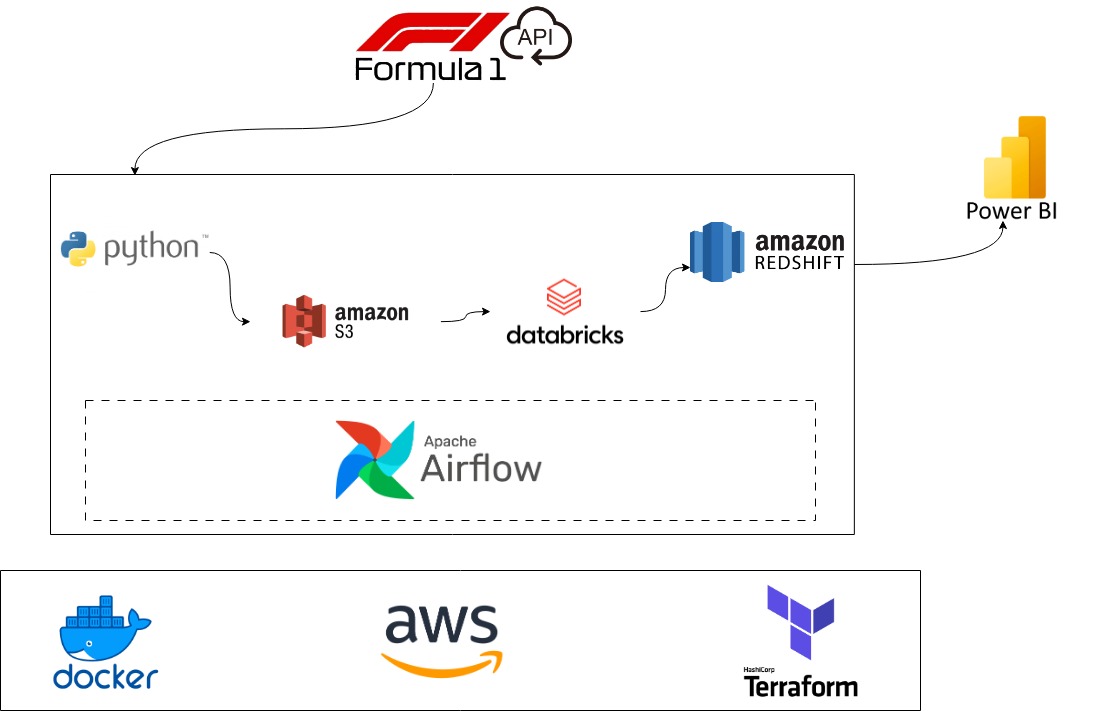 API
Formula 1
Power BI
python™
amazon
REDSHIFT
amazon
S3
databricks
Apache
Airflow
docker
aws
HashiCorp
Terraform